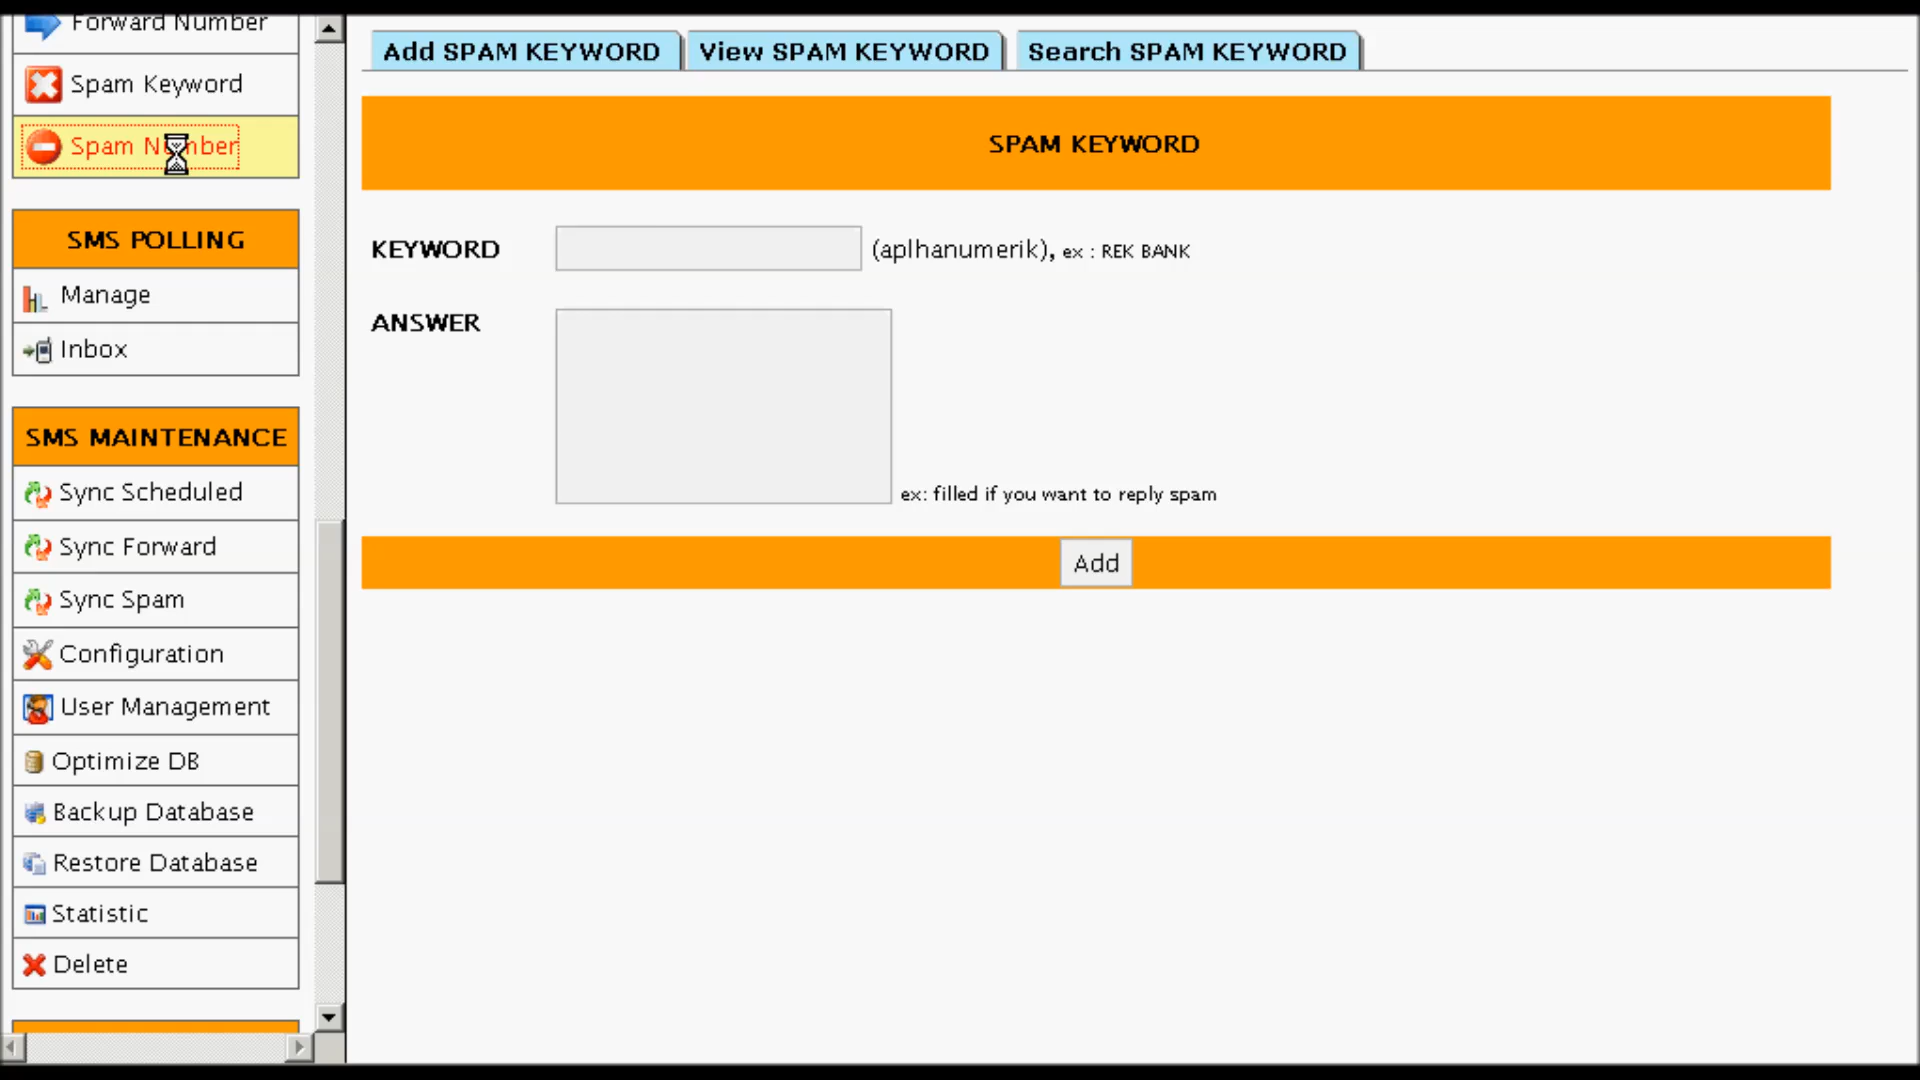 Forward Number
Spam Keyword
Spam Number
SMS POLLING
Manage
Inbox
SMS MAINTENANCE
Sync Scheduled
Sync Forward
Sync Spam
Configuration
User Management
Optimize DB
Backup Database
Restore Database
Statistic
Delete
Add SPAM KEYWORD
View SPAM KEYWORD
Search SPAM KEYWORD
SPAM KEYWORD
KEYWORD (aplhanumerik), ex : REK BANK
ANSWER
ex: filled if you want to reply spam
Add